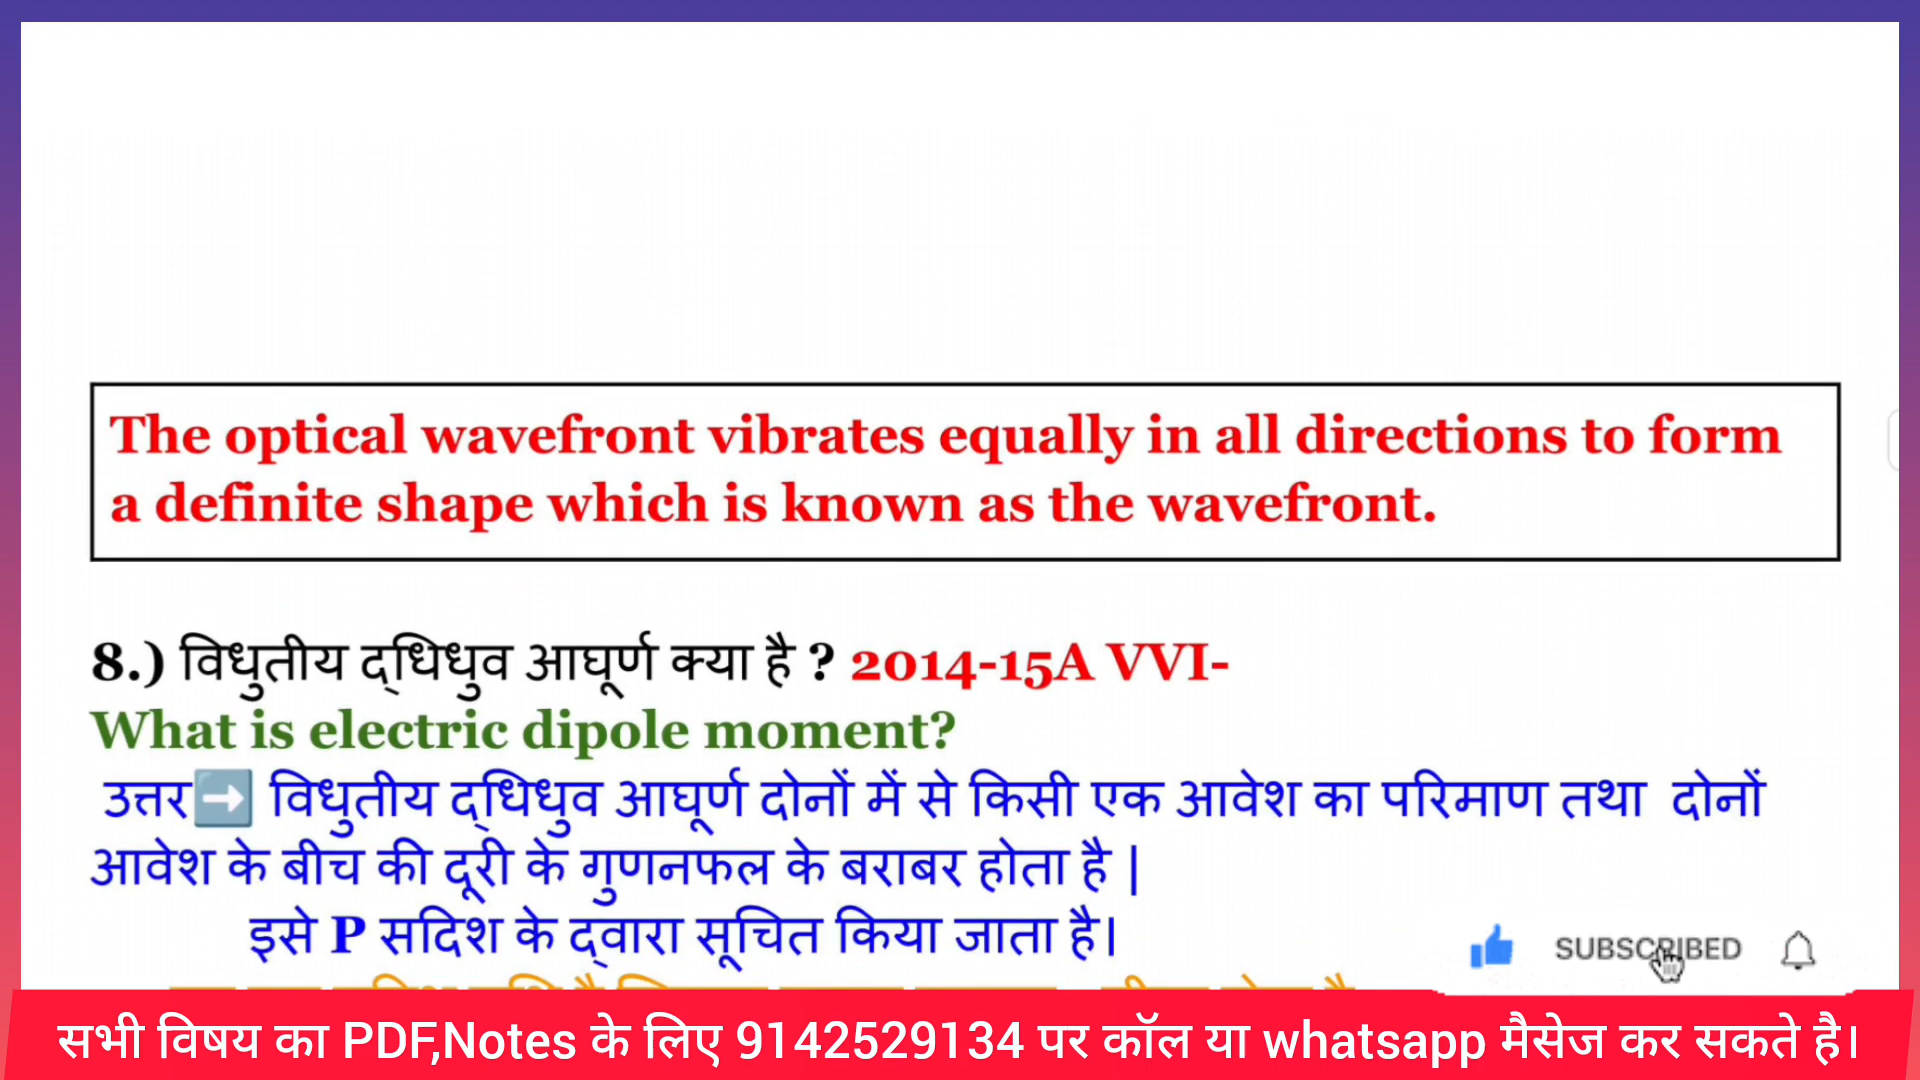 The optical wavefront vibrates equally in all directions to form
a definite shape which is known as the wavefront.
8.) विधुतीय द्धिधुव आघूर्ण क्या है ? 2014-15A VVI-
What is electric dipole moment?
उत्तर➡️ विधुतीय द्धिधुव आघूर्ण दोनों में से किसी एक आवेश का परिमाण तथा दोनों
आवेश के बीच की दूरी के गुणनफल के बराबर होता है |
इसे P सदिश के द्वारा सूचित किया जाता है।
SUBSCRIBED
सभी विषय का PDF,Notes के लिए 9142529134 पर कॉल या whatsapp मैसेज कर सकते है।